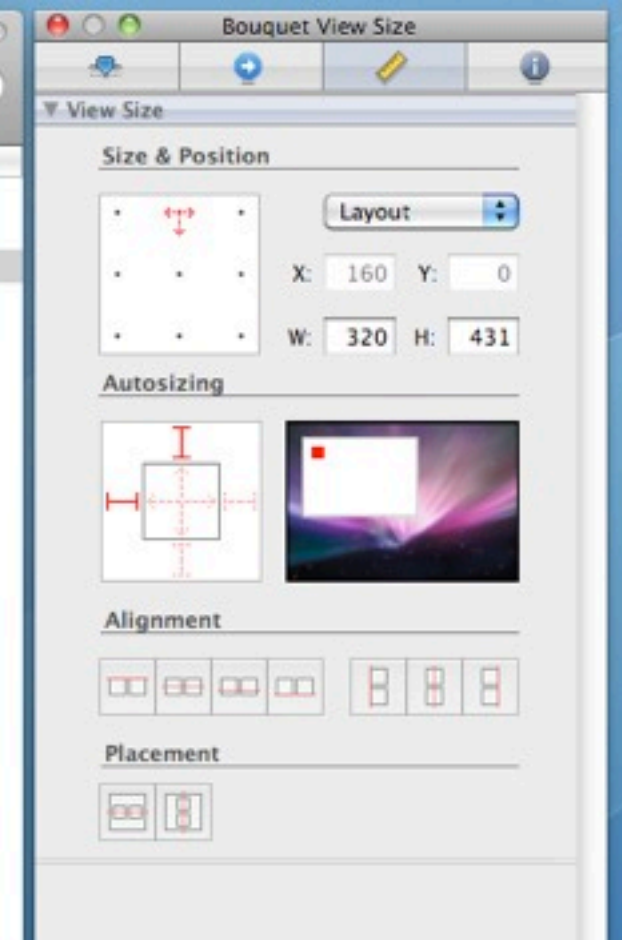 Bouquet View Size
View Size
Size & Position
Layout
X: 160 Y: 0
W: 320 H: 431
Autosizing
Alignment
Placement